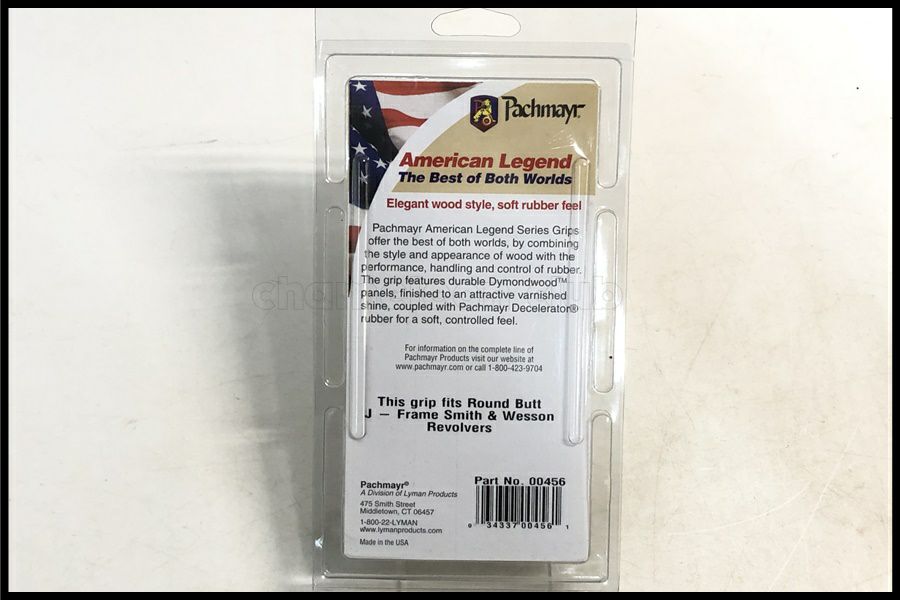 Pachmayr
American Legend
The Best of Both Worlds
Elegant wood style, soft rubber feel
Pachmayr American Legend Series Grips
offer the best of both worlds, by combining
the style and appearance of wood with the
performance, handling and control of rubber.
The grip features durable Dymondwood™
panels, finished to an attractive varnished
shine, coupled with Pachmayr Decelerator®
rubber for a soft, controlled feel.
For information on the complete line of
Pachmayr Products visit our website at
www.pachmayr.com or call 1-800-423-9704
This grip fits Round Butt
J – Frame Smith & Wesson
Revolvers
Pachmayr®
A Division of Lyman Products
475 Smith Street
Middletown, CT 06457
1-800-22-LYMAN
www.lymanproducts.com
Made in the USA
Part No. 00456
0 34337 00456 1